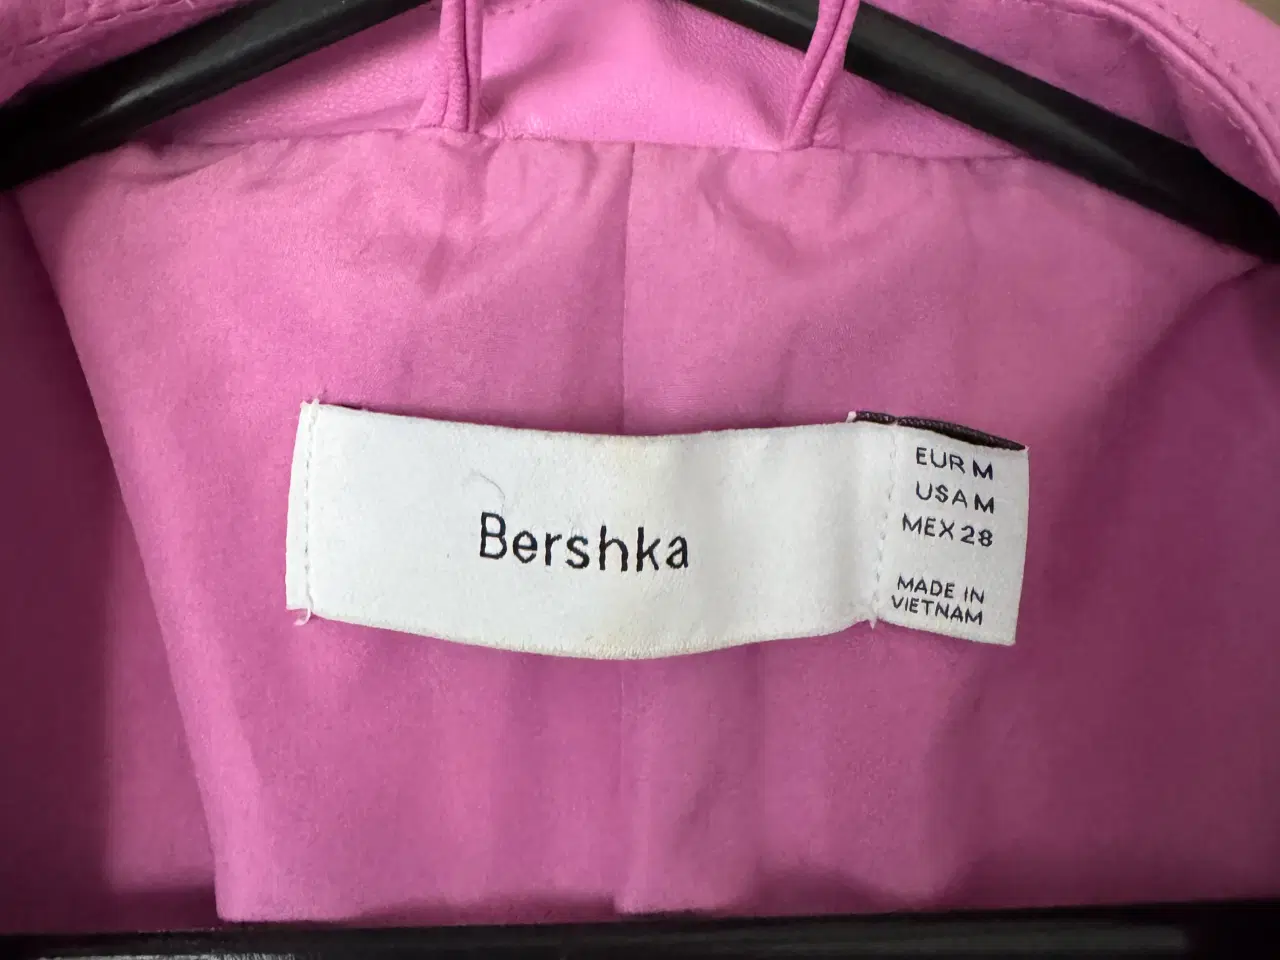 Bershka
EUR M
USA M
MEX 28
MADE IN
VIETNAM